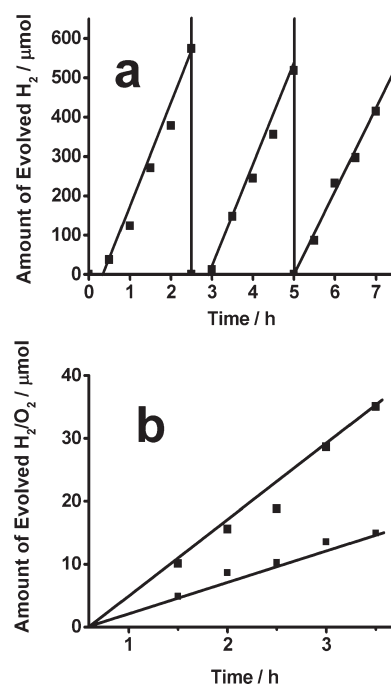 Amount of Evolved H₂ / μmol
600
500
400
300
200
100
0
a
0 1 2 3 4 5 6 7
Time / h
Amount of Evolved H₂/O₂ / μmol
40
30
20
10
0
b
1 2 3
Time / h